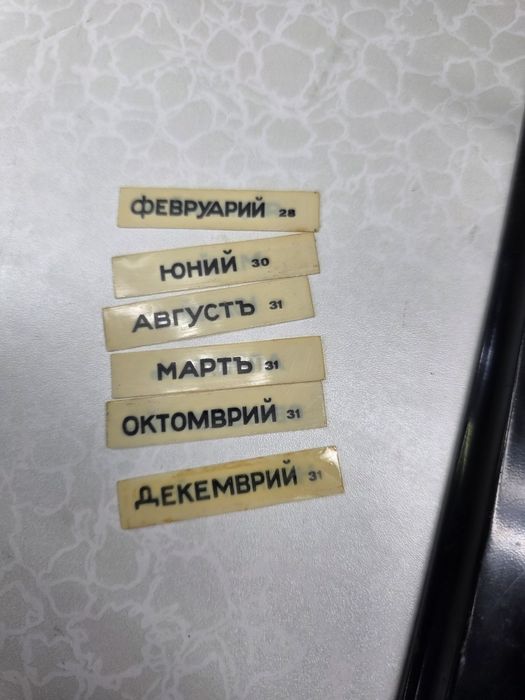 ФЕВРУАРИЙ 28
ЮНИЙ 30
АВГУСТЪ 31
МАРТЪ 31
ОКТОМВРИЙ 31
ДЕКЕМВРИЙ 31